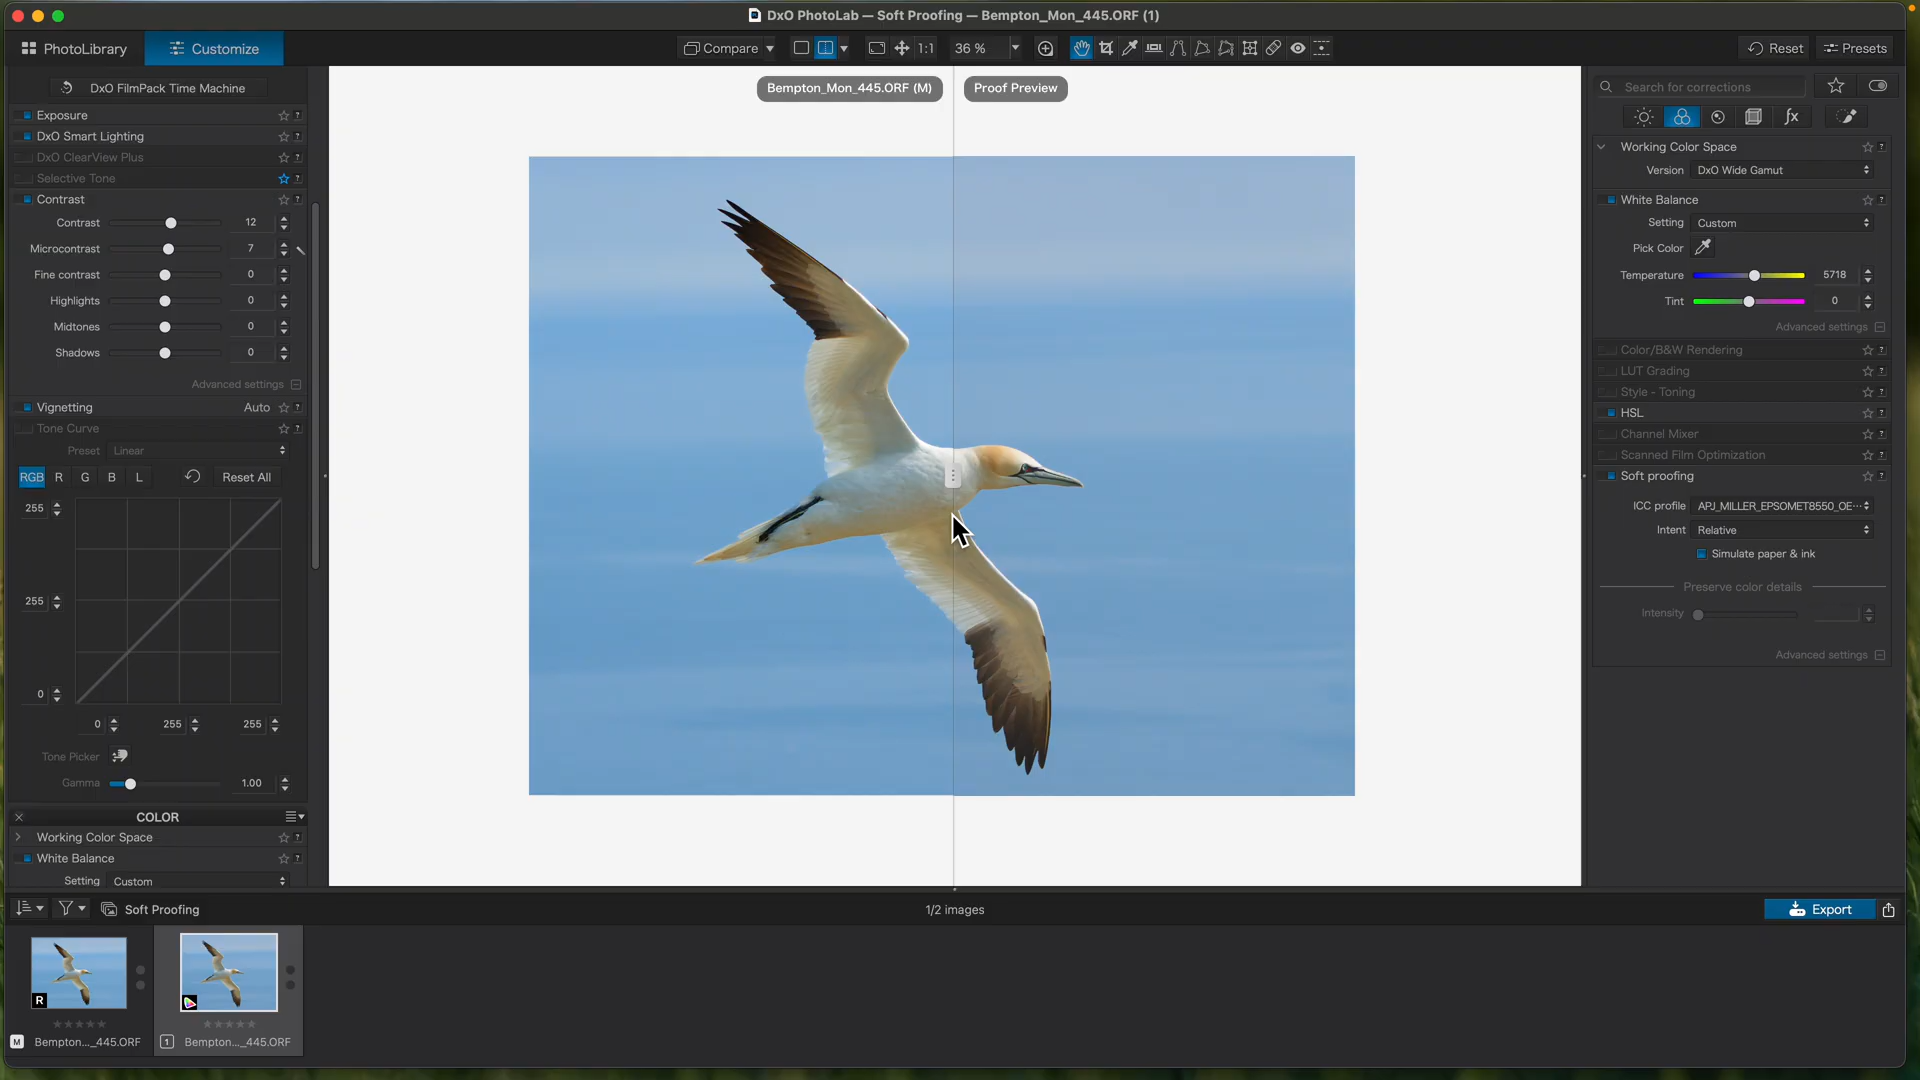 DxO PhotoLab — Soft Proofing — Bempton_Mon_445.ORF (1)
PhotoLibrary
Customize
Compare
1:1
36 %
Reset
Presets
DxO FilmPack Time Machine
Exposure
DxO Smart Lighting
DxO ClearView Plus
Selective Tone
Contrast
Contrast 12
Microcontrast 7
Fine contrast 0
Highlights 0
Midtones 0
Shadows 0
Advanced settings
Vignetting Auto
Tone Curve
Preset Linear
RGB R G B L Reset All
255
255
0
0 255 255
Tone Picker
Gamma 1.00
COLOR
Working Color Space
White Balance
Setting Custom
Bempton_Mon_445.ORF (M)
Proof Preview
Search for corrections
fx
Working Color Space
Version DxO Wide Gamut
White Balance
Setting Custom
Pick Color
Temperature 5718
Tint 0
Advanced settings
Color/B&W Rendering
LUT Grading
Style - Toning
HSL
Channel Mixer
Scanned Film Optimization
Soft proofing
ICC profile APJ_MILLER_EPSOMET8550_OE···
Intent Relative
Simulate paper & ink
Preserve color details
Intensity
Advanced settings
Soft Proofing
1/2 images
Export
R
M Bempton..._445.ORF
1 Bempton..._445.ORF